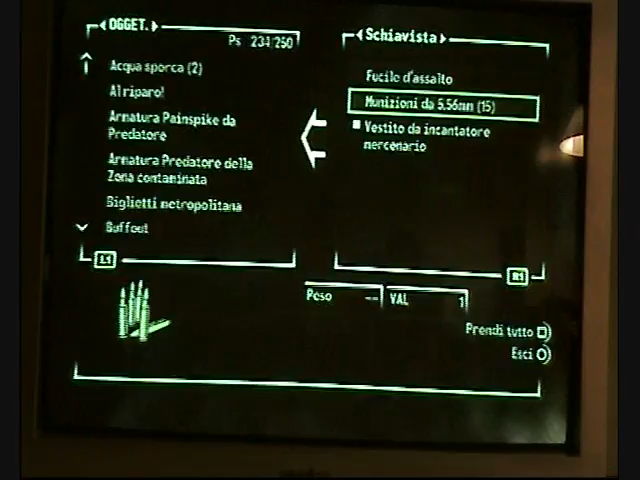 OGGET.
Ps 234/250
Acqua sporca (2)
Al riparo!
Armatura Painspike da
Predatore
Armatura Predatore della
Zona contaminata
Biglietti metropolitana
Buffout
L1
Schiavista
Fucile d'assalto
Munizioni da 5.56mm (15)
Vestito da incantatore
mercenario
R1
Peso --
VAL 1
Prendi tutto
Esci